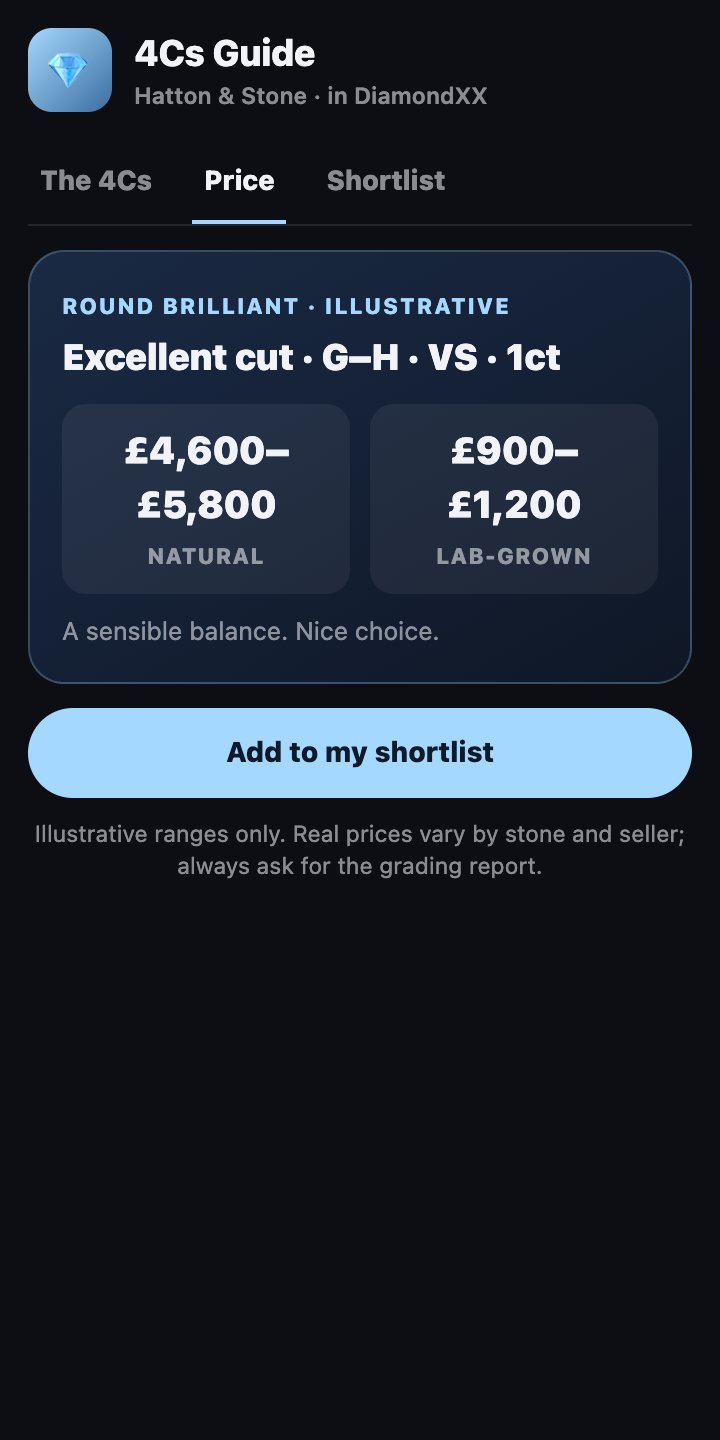 4Cs Guide
Hatton & Stone · in DiamondXX
The 4Cs
Price
Shortlist
ROUND BRILLIANT · ILLUSTRATIVE
Excellent cut · G–H · VS · 1ct
£4,600–
£5,800
NATURAL
£900–
£1,200
LAB-GROWN
A sensible balance. Nice choice.
Add to my shortlist
Illustrative ranges only. Real prices vary by stone and seller;
always ask for the grading report.